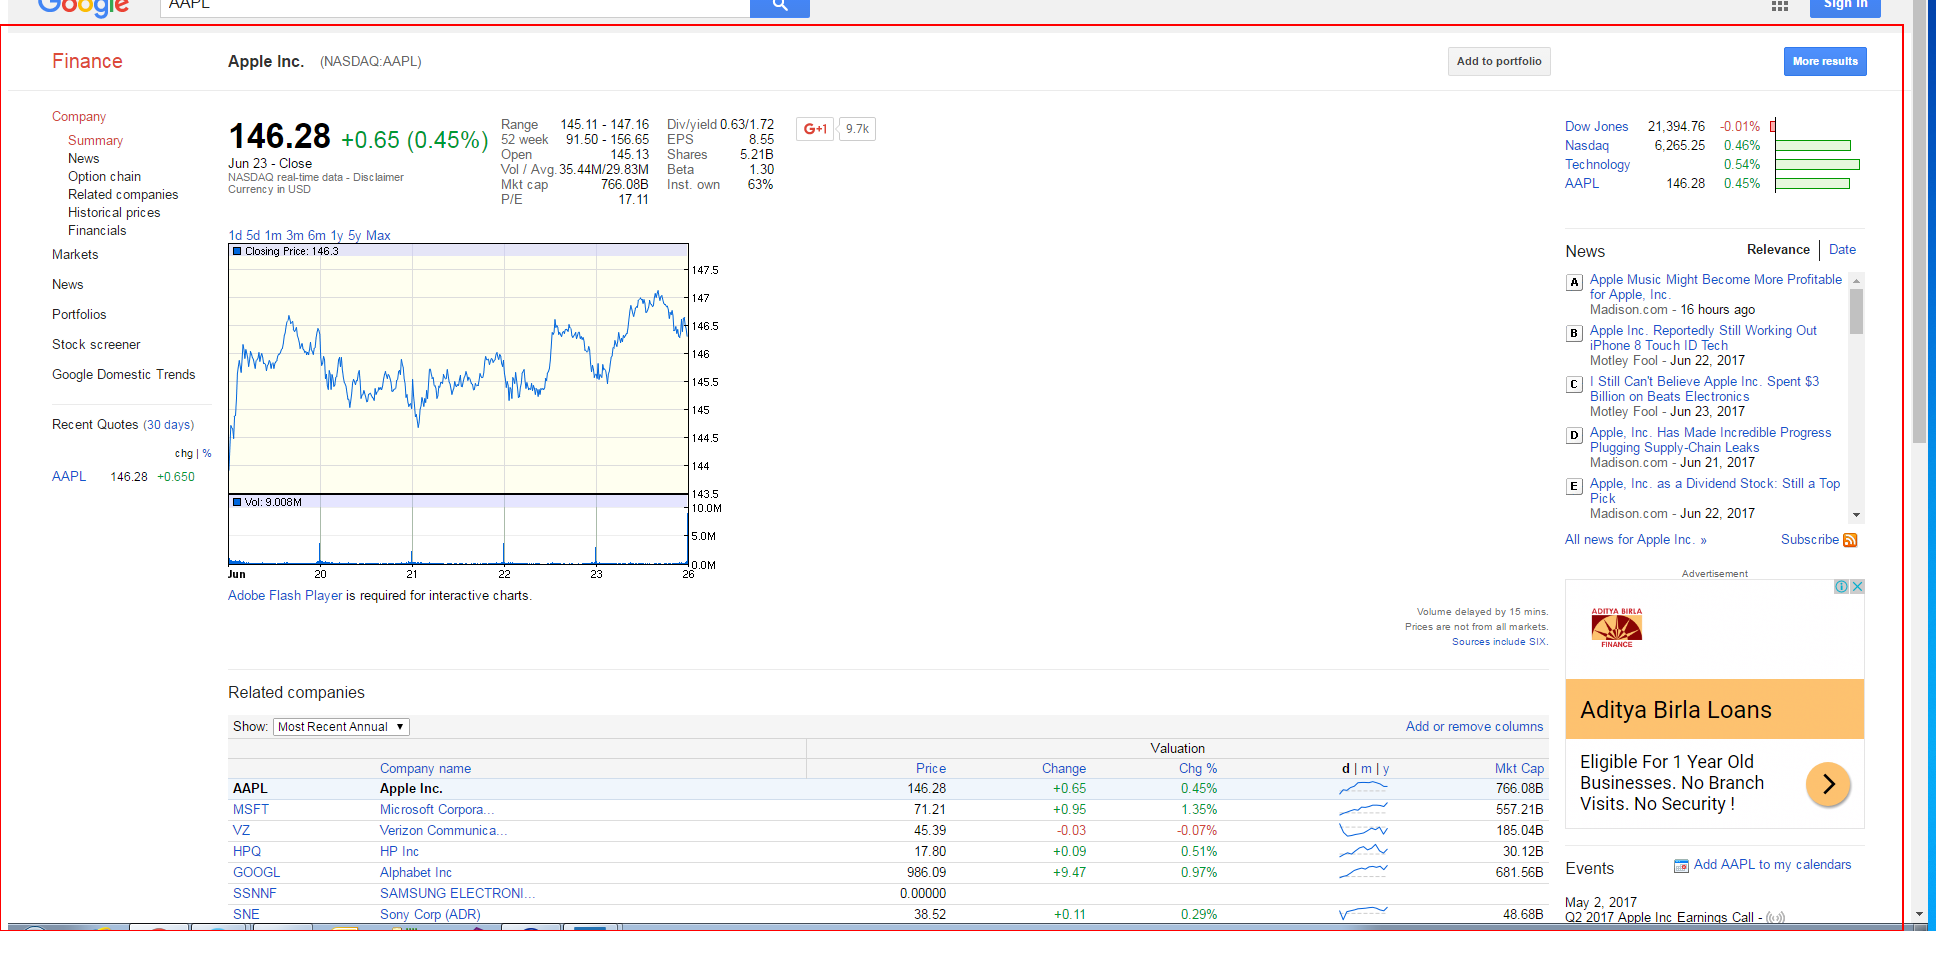 Google
AAPL
Sign in
Finance
Apple Inc. (NASDAQ:AAPL)
Add to portfolio
More results
Company
Summary
News
Option chain
Related companies
Historical prices
Financials
Markets
News
Portfolios
Stock screener
Google Domestic Trends
Recent Quotes (30 days)
chg | %
AAPL 146.28 +0.650
146.28 +0.65 (0.45%)
Jun 23 - Close
NASDAQ real-time data - Disclaimer
Currency in USD
Range 145.11 - 147.16
52 week 91.50 - 156.65
Open 145.13
Vol / Avg. 35.44M/29.83M
Mkt cap 766.08B
P/E 17.11
Div/yield 0.63/1.72
EPS 8.55
Shares 5.21B
Beta 1.30
Inst. own 63%
G+1 9.7k
1d 5d 1m 3m 6m 1y 5y Max
Closing Price: 146.3
147.5
147
146.5
146
145.5
145
144.5
144
143.5
Vol: 9.008M
10.0M
5.0M
0.0M
Jun 20 21 22 23 26
Adobe Flash Player is required for interactive charts.
Volume delayed by 15 mins.
Prices are not from all markets.
Sources include SIX.
Related companies
Show: Most Recent Annual
Add or remove columns
Valuation
Company name Price Change Chg % d | m | y Mkt Cap
AAPL Apple Inc. 146.28 +0.65 0.45% 766.08B
MSFT Microsoft Corpora... 71.21 +0.95 1.35% 557.21B
VZ Verizon Communica... 45.39 -0.03 -0.07% 185.04B
HPQ HP Inc 17.80 +0.09 0.51% 30.12B
GOOGL Alphabet Inc 986.09 +9.47 0.97% 681.56B
SSNNF SAMSUNG ELECTRONI... 0.00000
SNE Sony Corp (ADR) 38.52 +0.11 0.29% 48.68B
Dow Jones 21,394.76 -0.01%
Nasdaq 6,265.25 0.46%
Technology 0.54%
AAPL 146.28 0.45%
News Relevance | Date
A Apple Music Might Become More Profitable
for Apple, Inc.
Madison.com - 16 hours ago
B Apple Inc. Reportedly Still Working Out
iPhone 8 Touch ID Tech
Motley Fool - Jun 22, 2017
C I Still Can't Believe Apple Inc. Spent $3
Billion on Beats Electronics
Motley Fool - Jun 23, 2017
D Apple, Inc. Has Made Incredible Progress
Plugging Supply-Chain Leaks
Madison.com - Jun 21, 2017
E Apple, Inc. as a Dividend Stock: Still a Top
Pick
Madison.com - Jun 22, 2017
All news for Apple Inc. »
Subscribe
Advertisement
ADITYA BIRLA
FINANCE
Aditya Birla Loans
Eligible For 1 Year Old
Businesses. No Branch
Visits. No Security !
Events
Add AAPL to my calendars
May 2, 2017
Q2 2017 Apple Inc Earnings Call -